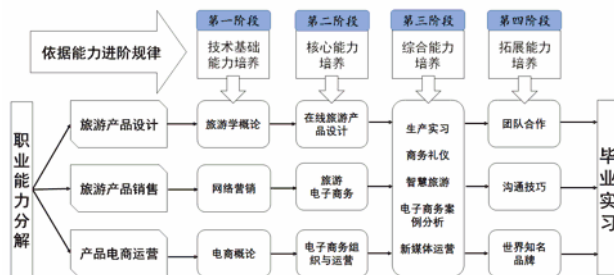 第一阶段
第二阶段
第三阶段
第四阶段
依据能力进阶规律
技术基础
能力培养
核心能力
培养
综合能力
培养
拓展能力
培养
职业能力分解
旅游产品设计
旅游学概论
在线旅游产
品设计
生产实习
商务礼仪
智慧旅游
电子商务案
例分析
新媒体运营
团队合作
毕业实习
旅游产品销售
网络营销
旅游
电子商务
沟通技巧
产品电商运营
电商概论
电子商务组
织与运营
世界知名
品牌